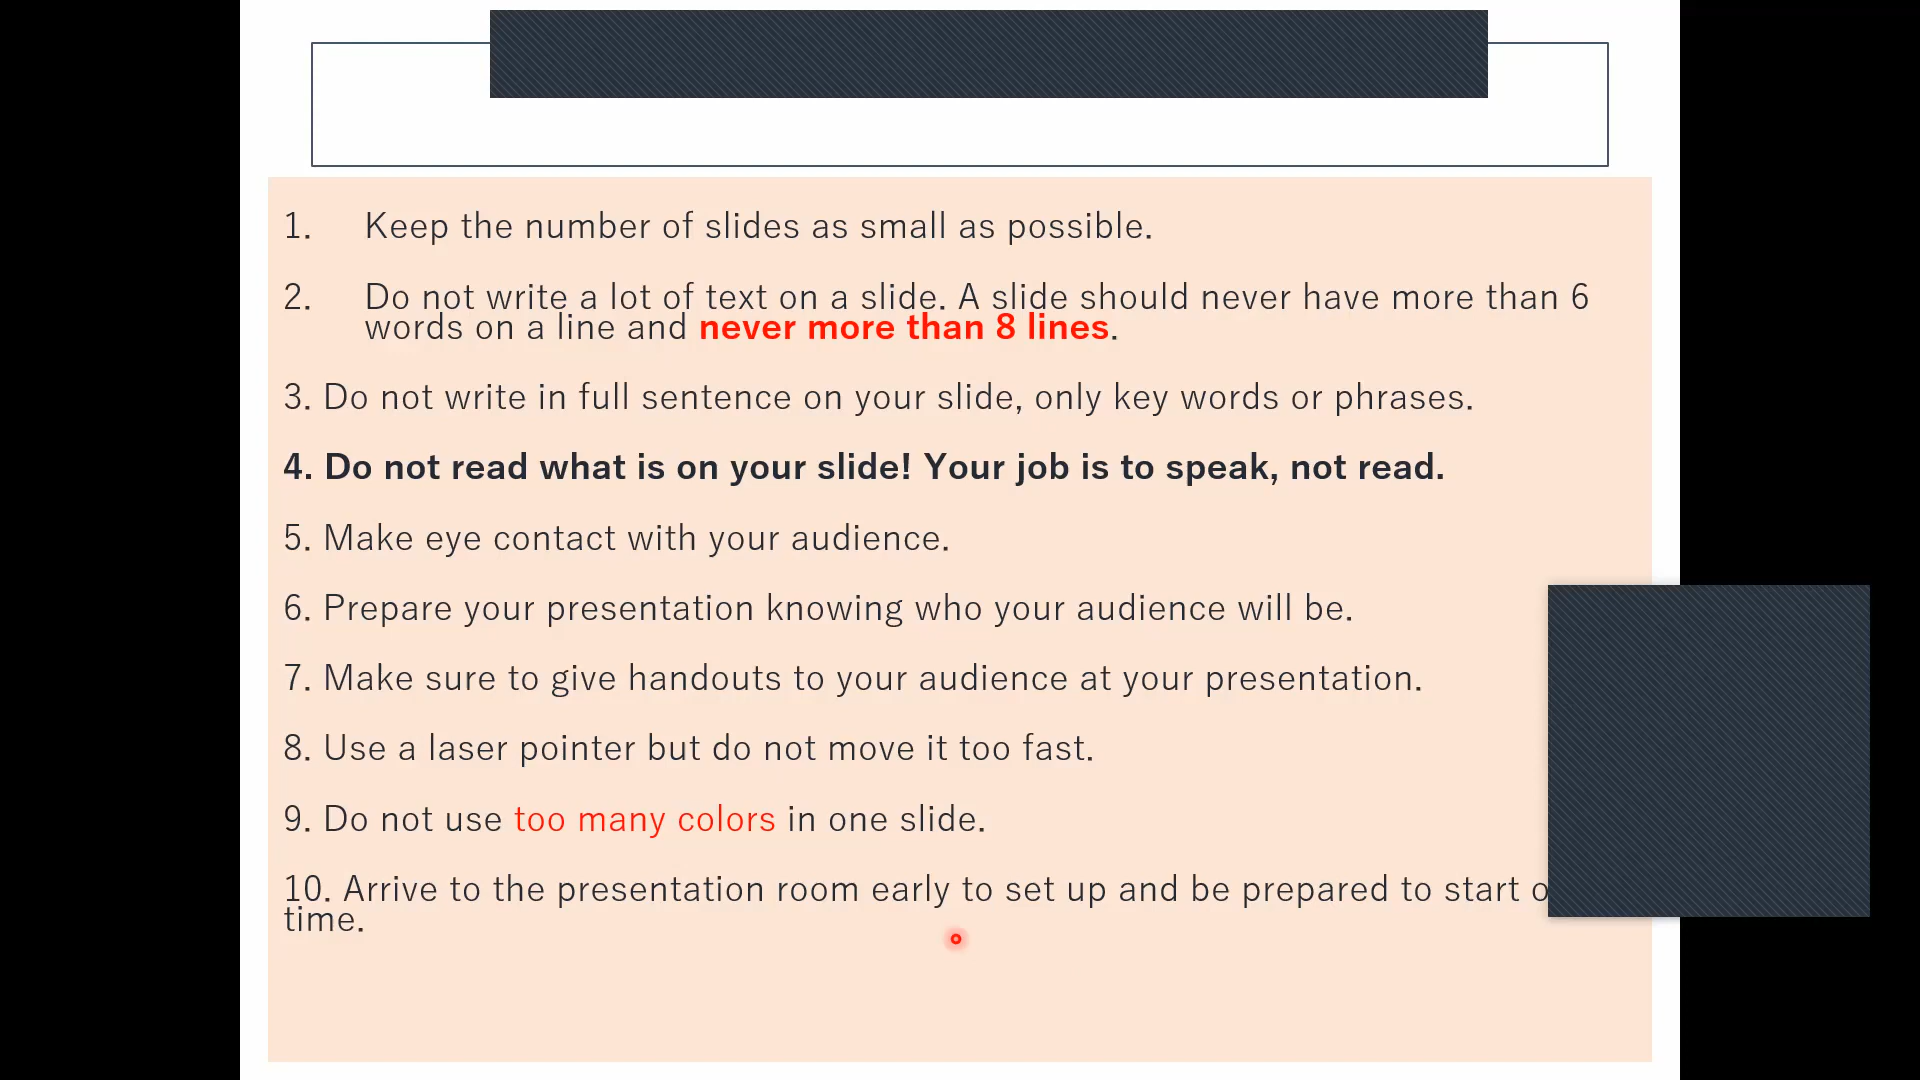 1. Keep the number of slides as small as possible.
2. Do not write a lot of text on a slide. A slide should never have more than 6
words on a line and never more than 8 lines.
3. Do not write in full sentence on your slide, only key words or phrases.
4. Do not read what is on your slide! Your job is to speak, not read.
5. Make eye contact with your audience.
6. Prepare your presentation knowing who your audience will be.
7. Make sure to give handouts to your audience at your presentation.
8. Use a laser pointer but do not move it too fast.
9. Do not use too many colors in one slide.
10. Arrive to the presentation room early to set up and be prepared to start
time.